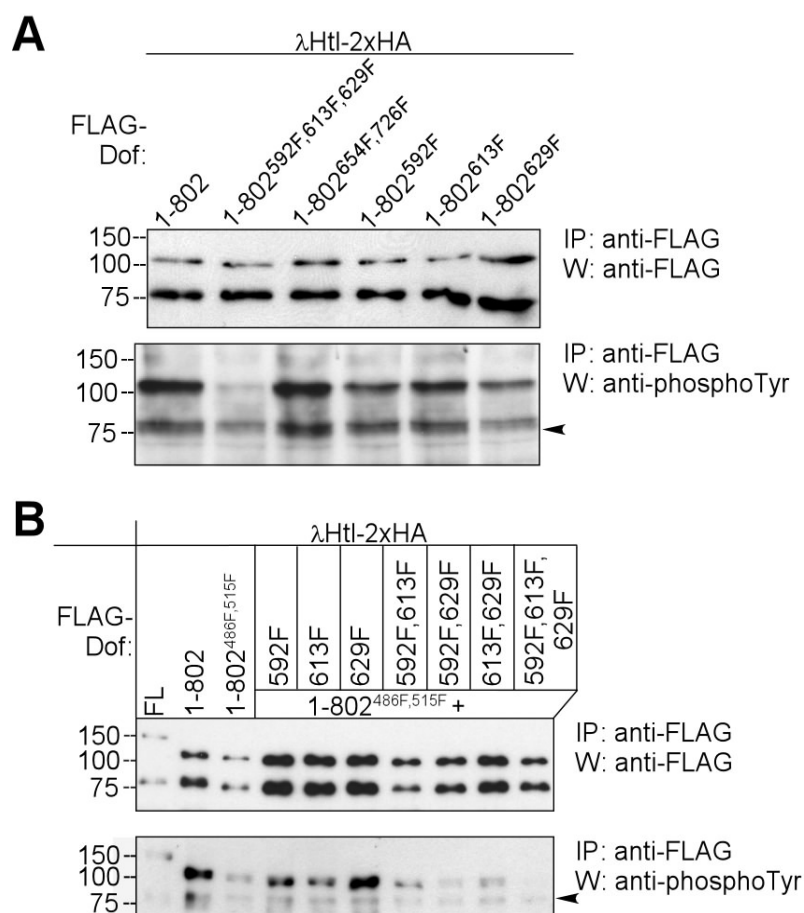 A
λHtl-2xHA
FLAG-
Dof:
1-802
1-802592F,613F,629F
1-802654F,726F
1-802592F
1-802613F
1-802629F
150
100
75
IP: anti-FLAG
W: anti-FLAG
150
100
75
IP: anti-FLAG
W: anti-phosphoTyr
B
λHtl-2xHA
FLAG-
Dof:
FL
1-802
1-802486F,515F
592F
613F
629F
592F,613F
592F,629F
613F,629F
592F,613F,
629F
1-802486F,515F +
150
100
75
IP: anti-FLAG
W: anti-FLAG
150
100
75
IP: anti-FLAG
W: anti-phosphoTyr